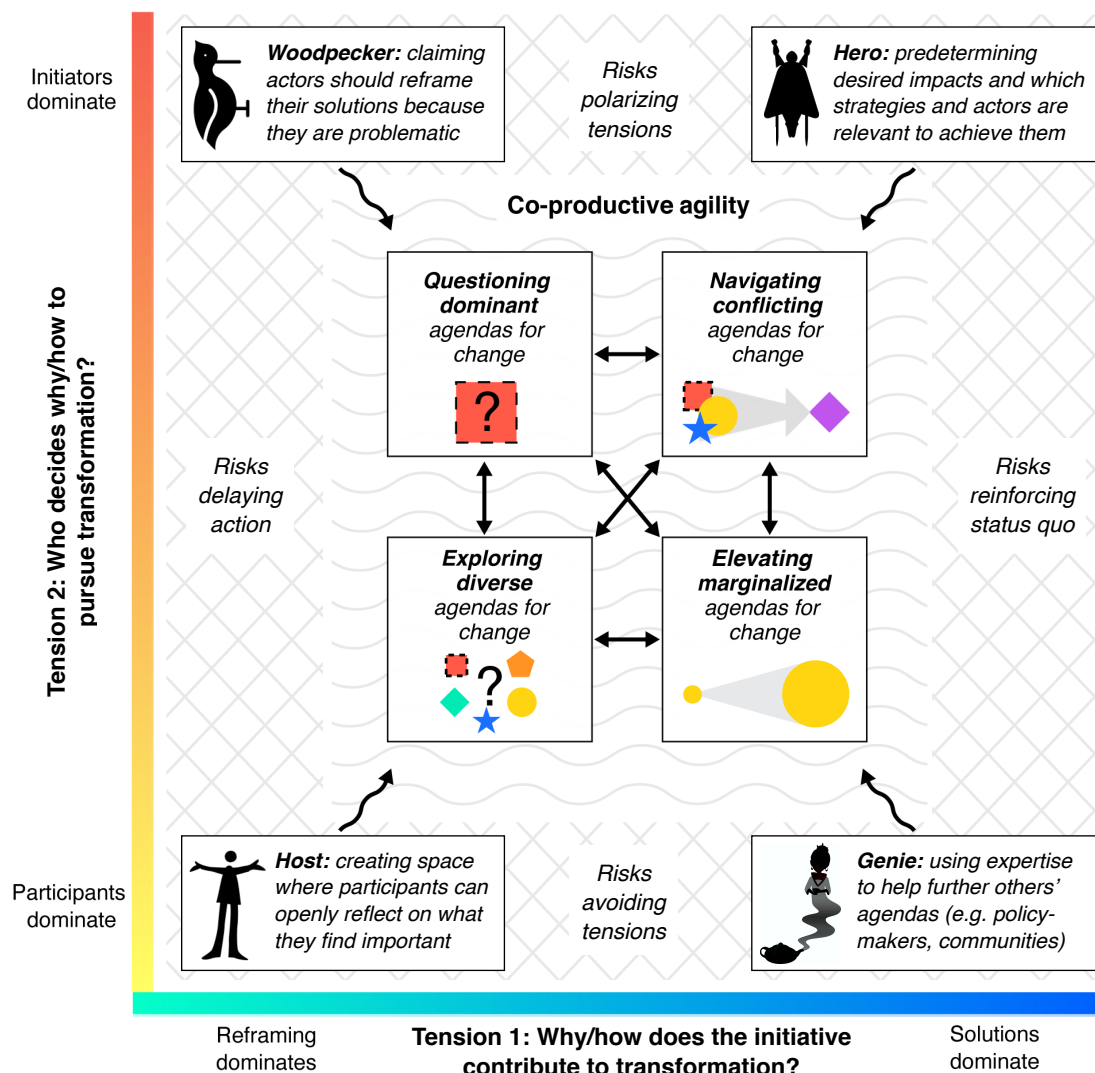 Initiators
dominate
Woodpecker: claiming
actors should reframe
their solutions because
they are problematic
Risks
polarizing
tensions
Hero: predetermining
desired impacts and which
strategies and actors are
relevant to achieve them
Co-productive agility
Questioning
dominant
agendas for
change
?
Navigating
conflicting
agendas for
change
Tension 2: Who decides why/how to
pursue transformation?
Risks
delaying
action
Risks
reinforcing
status quo
Exploring
diverse
agendas for
change
?
Elevating
marginalized
agendas for
change
Participants
dominate
Host: creating space
where participants can
openly reflect on what
they find important
Risks
avoiding
tensions
Genie: using expertise
to help further others’
agendas (e.g. policy-
makers, communities)
Reframing
dominates
Tension 1: Why/how does the initiative
contribute to transformation?
Solutions
dominate